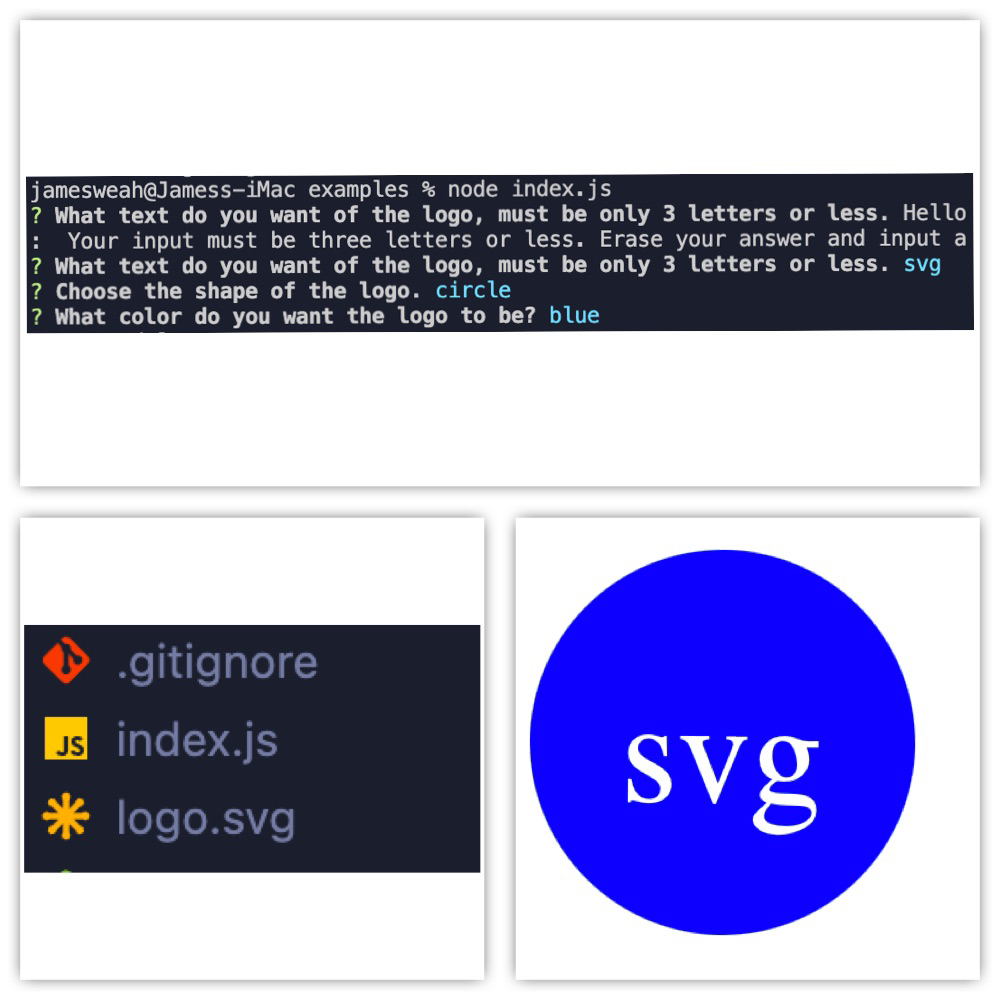 jamesweah@Jamess-iMac examples % node index.js
? What text do you want of the logo, must be only 3 letters or less. Hello
:  Your input must be three letters or less. Erase your answer and input a
? What text do you want of the logo, must be only 3 letters or less. svg
? Choose the shape of the logo. circle
? What color do you want the logo to be? blue
.gitignore
JS index.js
logo.svg
svg